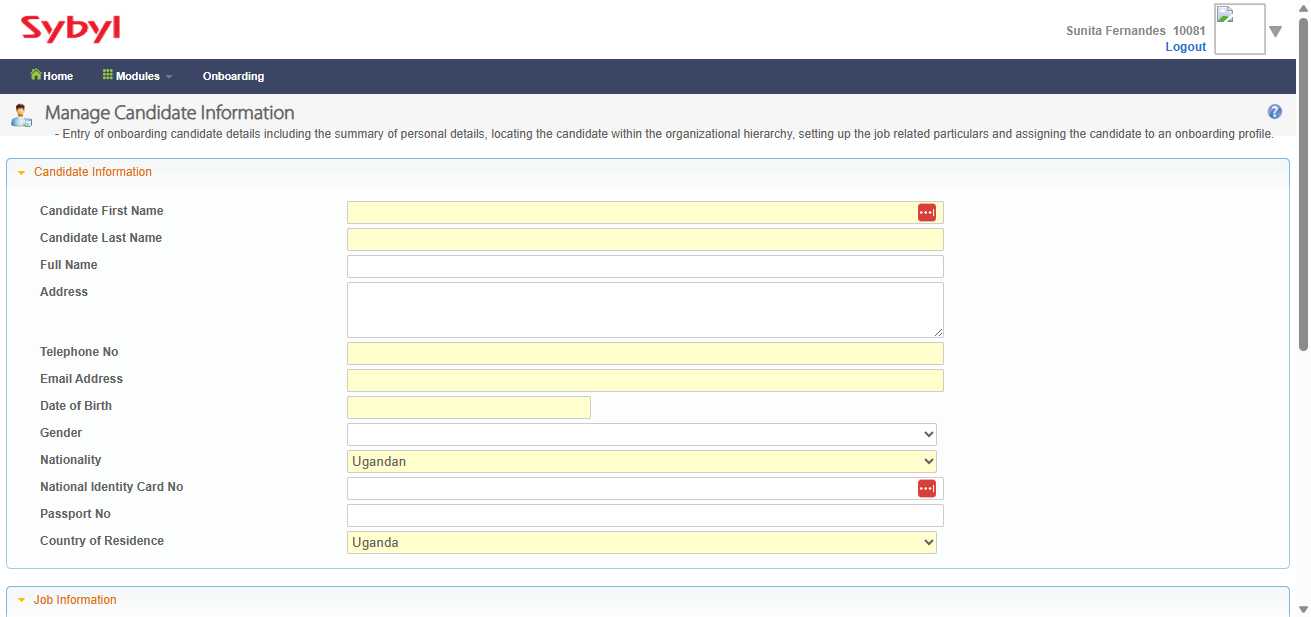 Sybyl
Sunita Fernandes 10081
Logout
Home Modules Onboarding
Manage Candidate Information
- Entry of onboarding candidate details including the summary of personal details, locating the candidate within the organizational hierarchy, setting up the job related particulars and assigning the candidate to an onboarding profile.
Candidate Information
Candidate First Name
Candidate Last Name
Full Name
Address
Telephone No
Email Address
Date of Birth
Gender
Nationality Ugandan
National Identity Card No
Passport No
Country of Residence Uganda
Job Information